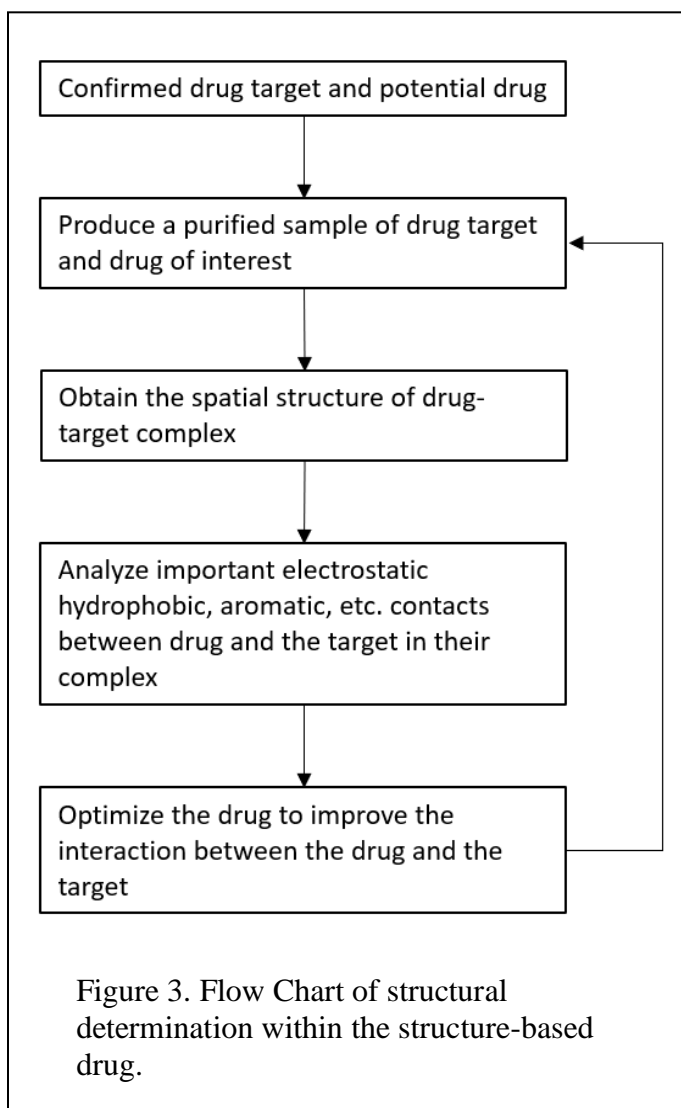 Confirmed drug target and potential drug
Produce a purified sample of drug target
and drug of interest
Obtain the spatial structure of drug-
target complex
Analyze important electrostatic
hydrophobic, aromatic, etc. contacts
between drug and the target in their
complex
Optimize the drug to improve the
interaction between the drug and the
target
Figure 3. Flow Chart of structural
determination within the structure-based
drug.